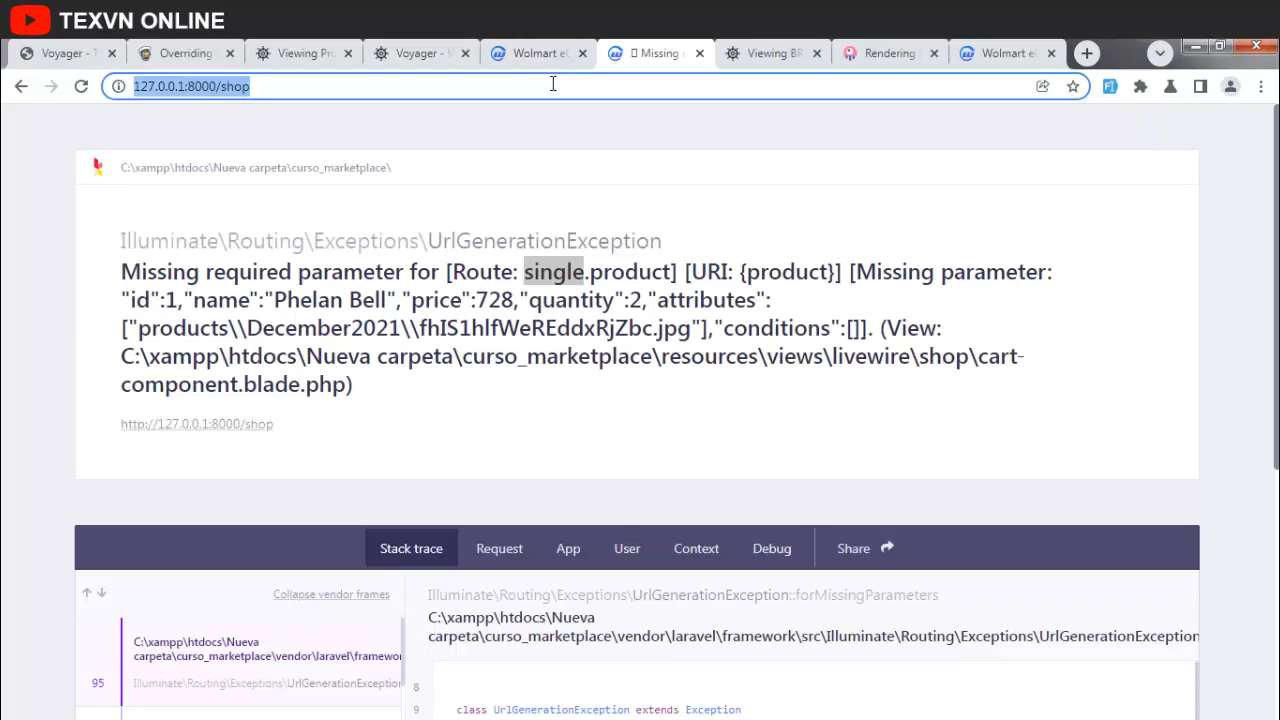 TEXVN ONLINE
Voyager - T
Overriding
Viewing Pr
Voyager - M
Wolmart eC
Missing
Viewing BR
Rendering
Wolmart e
127.0.0.1:8000/shop
C:\xampp\htdocs\Nueva carpeta\curso_marketplace\
Illuminate\Routing\Exceptions\UrlGenerationException
Missing required parameter for [Route: single.product] [URI: {product}] [Missing parameter:
"id":1,"name":"Phelan Bell","price":728,"quantity":2,"attributes":
["products\\December2021\\fhIS1hlfWeREddxRjZbc.jpg"],"conditions":[]]. (View:
C:\xampp\htdocs\Nueva carpeta\curso_marketplace\resources\views\livewire\shop\cart-
component.blade.php)
http://127.0.0.1:8000/shop
Stack trace
Request
App
User
Context
Debug
Share
Collapse vendor frames
C:\xampp\htdocs\Nueva
carpeta\curso_marketplace\vendor\laravel\framewo
95
Illuminate\Routing\Exceptions\UrlGenerationException
Illuminate\Routing\Exceptions\UrlGenerationException::forMissingParameters
C:\xampp\htdocs\Nueva
carpeta\curso_marketplace\vendor\laravel\framework\src\Illuminate\Routing\Exceptions\UrlGenerationException
8
9
class UrlGenerationException extends Exception